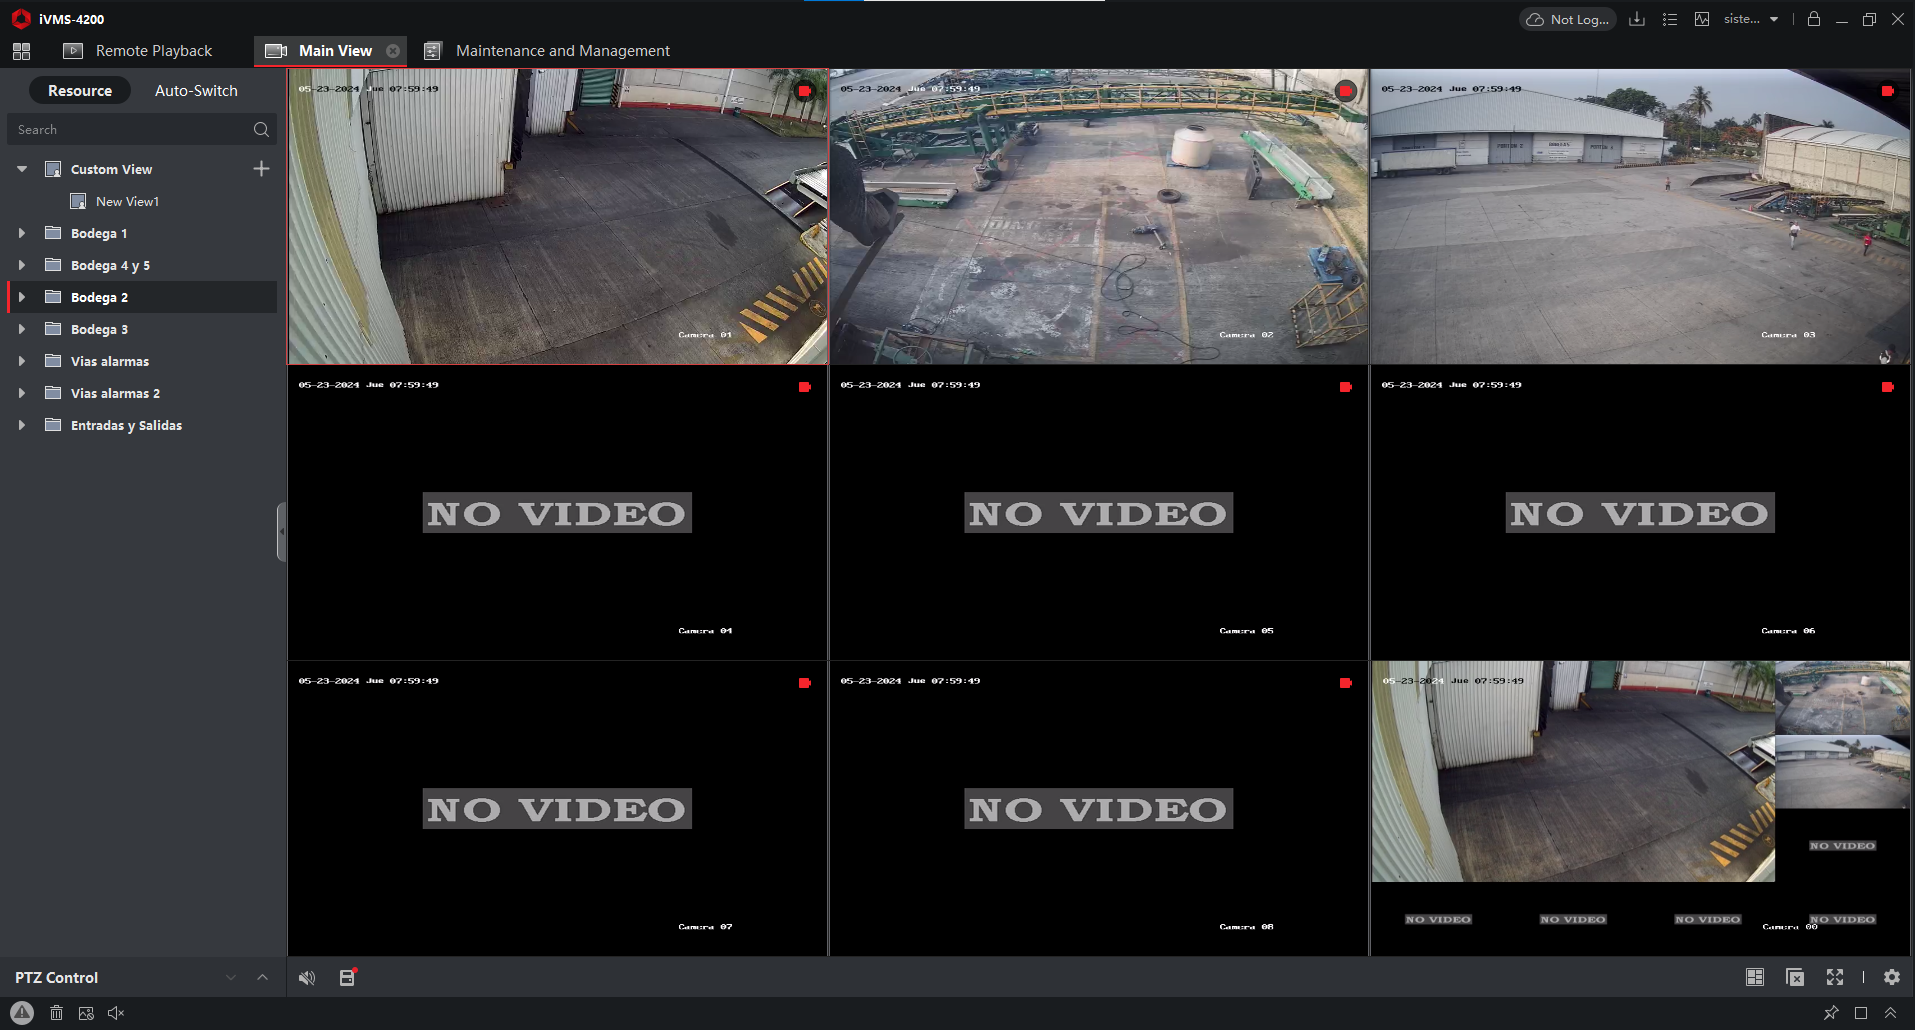 iVMS-4200
Not Log...
siste...
Remote Playback
Main View
Maintenance and Management
Resource
Auto-Switch
Search
Custom View
New View1
Bodega 1
Bodega 4 y 5
Bodega 2
Bodega 3
Vias alarmas
Vias alarmas 2
Entradas y Salidas
05-23-2024 Jue 07:59:49
Camera 01
05-23-2024 Jue 07:59:49
Camera 02
05-23-2024 Jue 07:59:49
Camera 03
05-23-2024 Jue 07:59:49
NO VIDEO
Camera 04
05-23-2024 Jue 07:59:49
NO VIDEO
Camera 05
05-23-2024 Jue 07:59:49
NO VIDEO
Camera 06
05-23-2024 Jue 07:59:49
NO VIDEO
Camera 07
05-23-2024 Jue 07:59:49
NO VIDEO
Camera 08
05-23-2024 Jue 07:59:49
NO VIDEO
NO VIDEO
NO VIDEO
NO VIDEO
NO VIDEO
Camera 00
PTZ Control